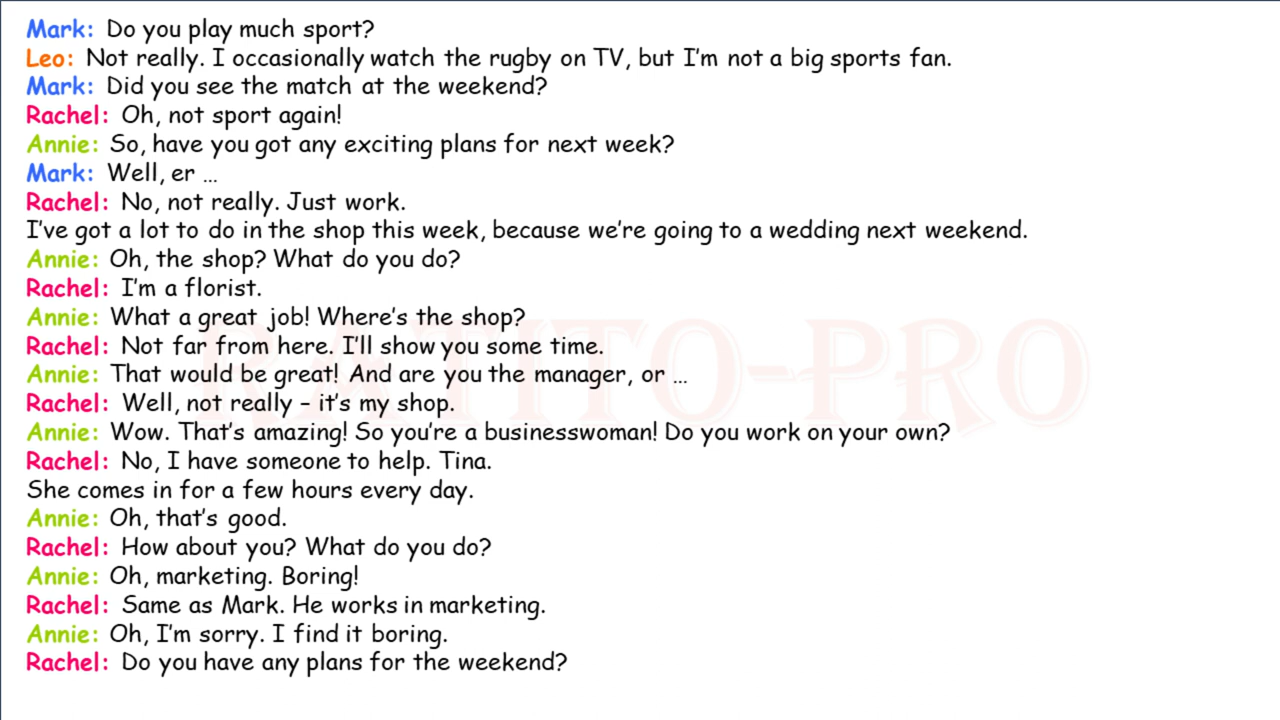 Mark: Do you play much sport?
Leo: Not really. I occasionally watch the rugby on TV, but I'm not a big sports fan.
Mark: Did you see the match at the weekend?
Rachel: Oh, not sport again!
Annie: So, have you got any exciting plans for next week?
Mark: Well, er …
Rachel: No, not really. Just work.
I've got a lot to do in the shop this week, because we're going to a wedding next weekend.
Annie: Oh, the shop? What do you do?
Rachel: I'm a florist.
Annie: What a great job! Where's the shop?
Rachel: Not far from here. I'll show you some time.
Annie: That would be great! And are you the manager, or …
Rachel: Well, not really – it's my shop.
Annie: Wow. That's amazing! So you're a businesswoman! Do you work on your own?
Rachel: No, I have someone to help. Tina.
She comes in for a few hours every day.
Annie: Oh, that's good.
Rachel: How about you? What do you do?
Annie: Oh, marketing. Boring!
Rachel: Same as Mark. He works in marketing.
Annie: Oh, I'm sorry. I find it boring.
Rachel: Do you have any plans for the weekend?